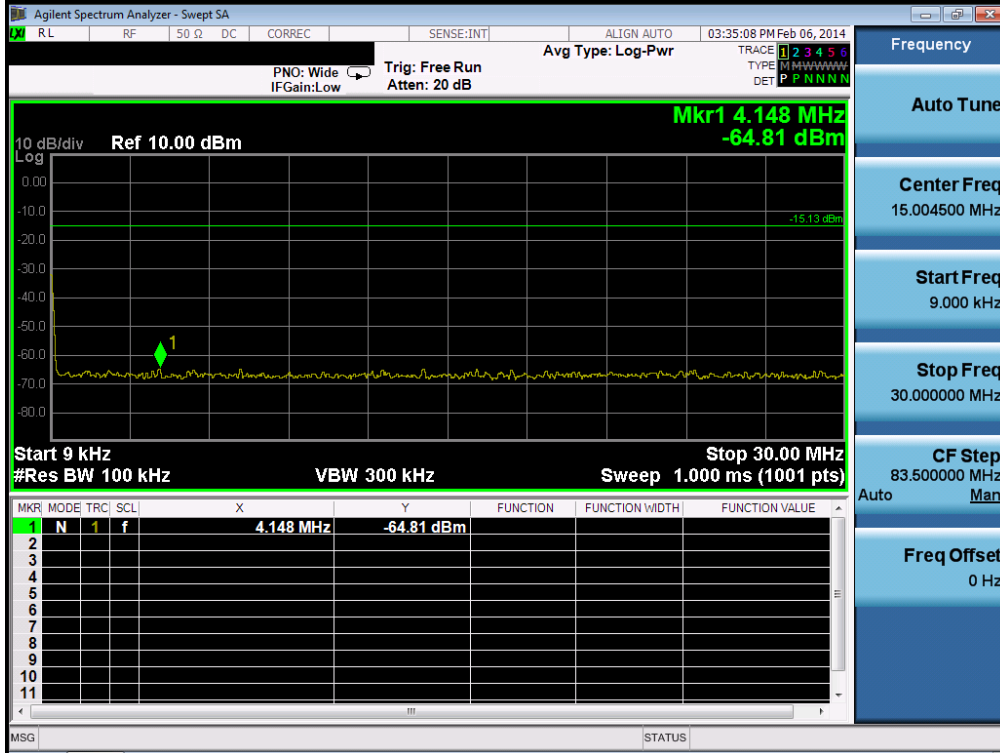 Agilent Spectrum Analyzer - Swept SA
LXI RL RF 50 Ω DC CORREC SENSE:INT ALIGN AUTO 03:35:08 PM Feb 06, 2014
Frequency
PNO: Wide Trig: Free Run Avg Type: Log-Pwr TRACE 1 2 3 4 5 6
IFGain:Low Atten: 20 dB TYPE M M W W W W
DET P P N N N N
Auto Tune
Mkr1 4.148 MHz
-64.81 dBm
10 dB/div Ref 10.00 dBm
Log
0.00
-10.0
-15.13 dBm
-20.0
-30.0
-40.0
-50.0
-60.0
1
-70.0
-80.0
Start 9 kHz Stop 30.00 MHz
#Res BW 100 kHz VBW 300 kHz Sweep 1.000 ms (1001 pts)
Center Freq
15.004500 MHz
Start Freq
9.000 kHz
Stop Freq
30.000000 MHz
CF Step
83.500000 MHz
Auto Man
Freq Offset
0 Hz
MKR MODE TRC SCL X Y FUNCTION FUNCTION WIDTH FUNCTION VALUE
1 N 1 f 4.148 MHz -64.81 dBm
2
3
4
5
6
7
8
9
10
11
MSG STATUS